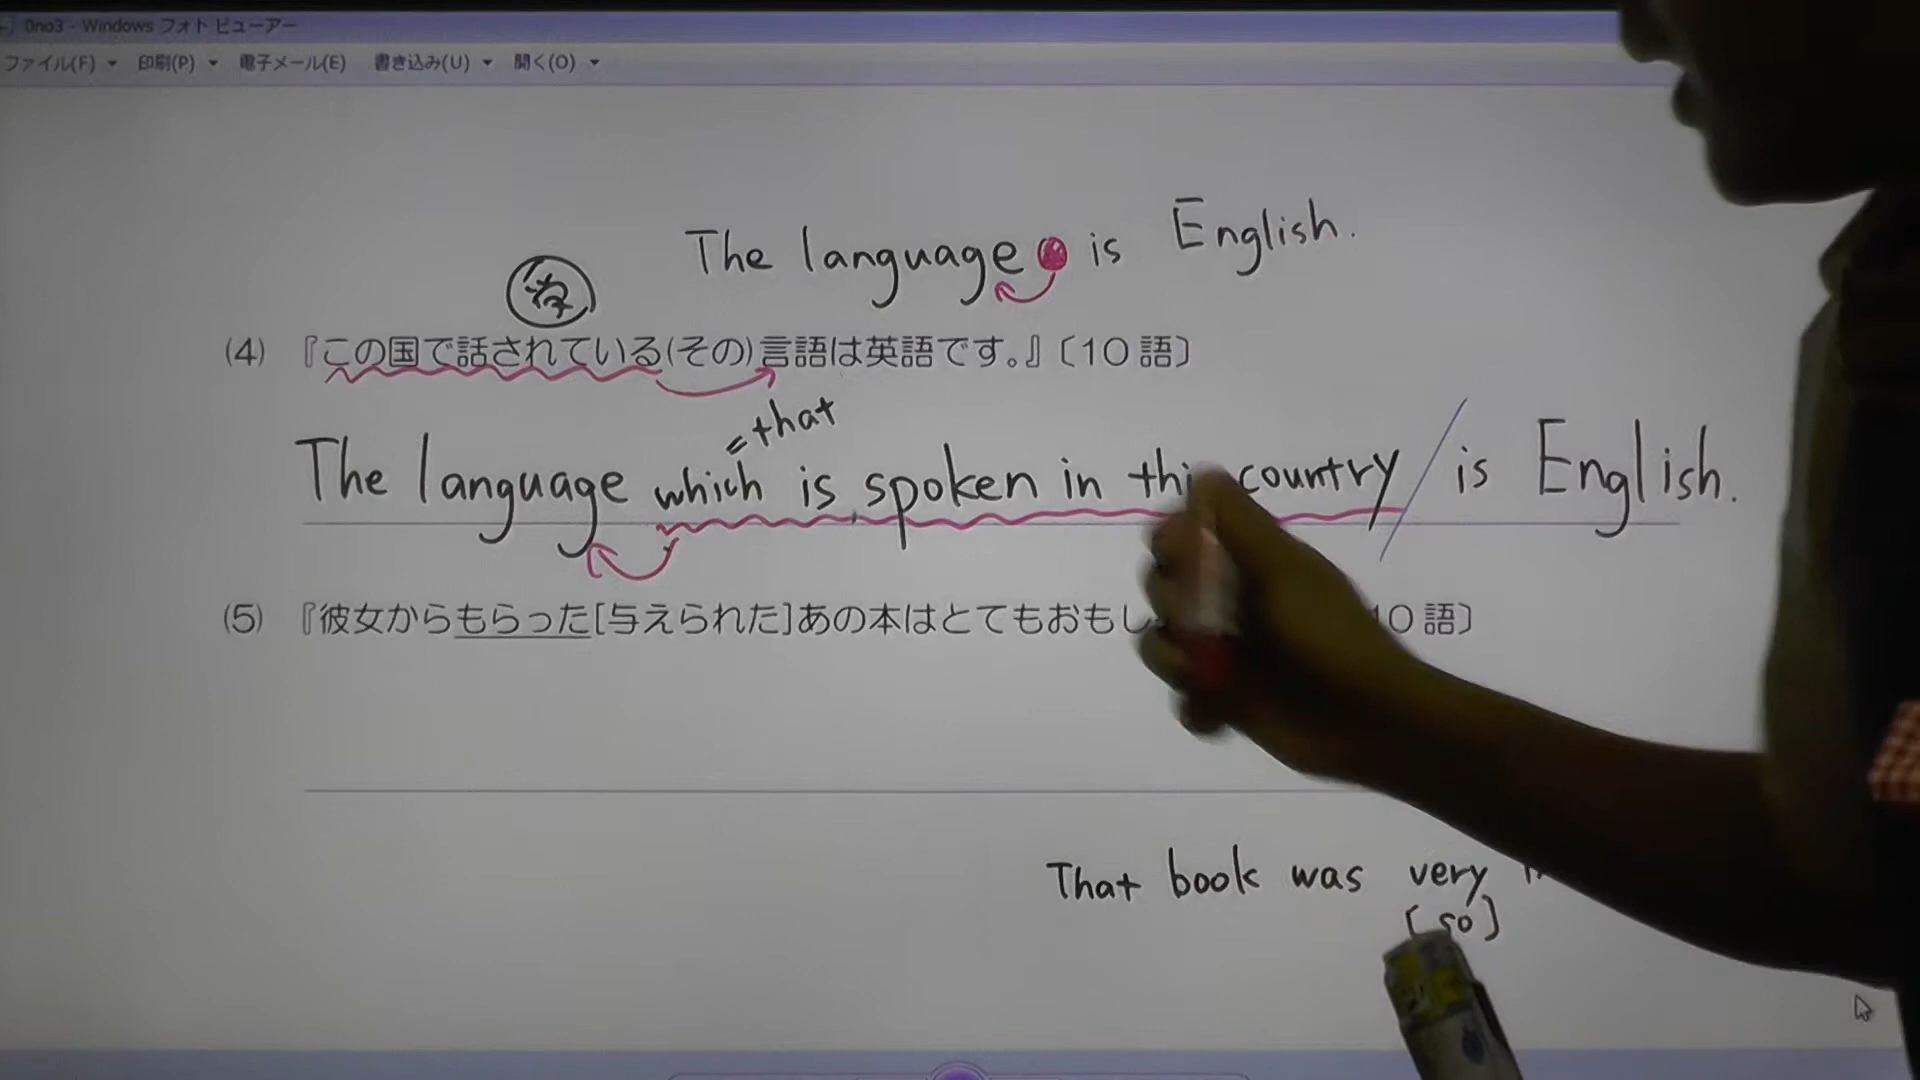 0no3 - Windows フォト ビューアー
ファイル(F) 印刷(P) 電子メール(E) 書き込み(U) 開く(O)
The language is English.
(4) 『この国で話されている(その)言語は英語です。』〔10 語〕
=that
The language which is spoken in thi country / is English.
(5) 『彼女からもらった[与えられた]あの本はとてもおもし 10 語〕
That book was very
[so]